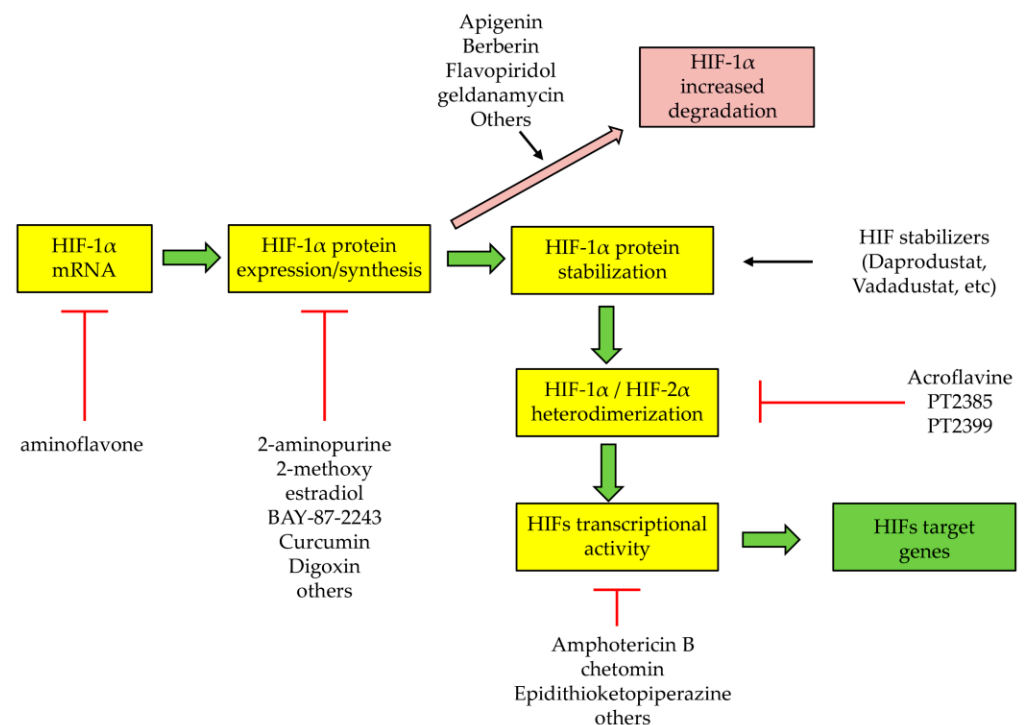 Apigenin
Berberin
Flavopiridol
geldanamycin
Others
HIF-1α
increased
degradation
HIF-1α
mRNA
HIF-1α protein
expression/synthesis
HIF-1α protein
stabilization
HIF stabilizers
(Daprodustat,
Vadadustat, etc)
HIF-1α / HIF-2α
heterodimerization
Acroflavine
PT2385
PT2399
aminoflavone
2-aminopurine
2-methoxy
estradiol
BAY-87-2243
Curcumin
Digoxin
others
HIFs transcriptional
activity
HIFs target
genes
Amphotericin B
chetomin
Epidithioketopiperazine
others